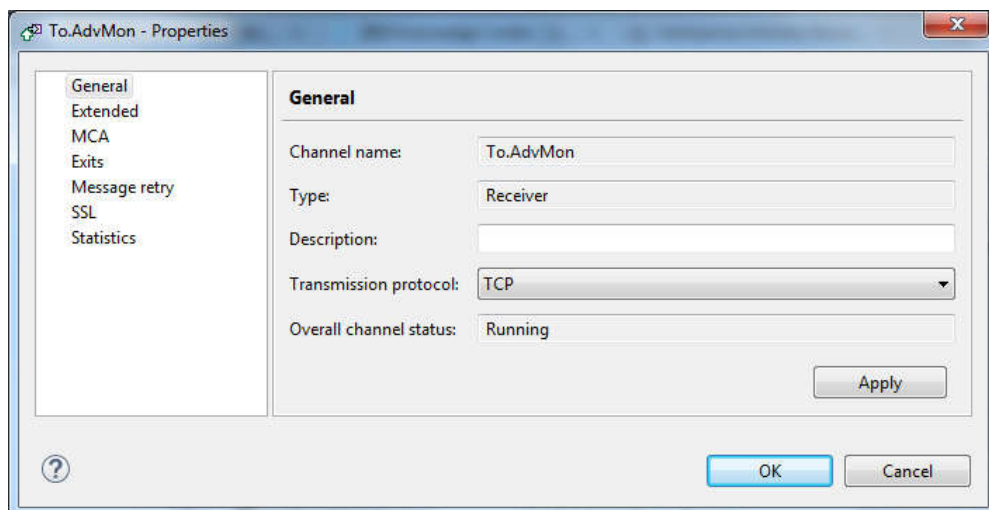 To.AdvMon - Properties
General
Extended
MCA
Exits
Message retry
SSL
Statistics
General
Channel name: To.AdvMon
Type: Receiver
Description:
Transmission protocol: TCP
Overall channel status: Running
Apply
?
OK Cancel